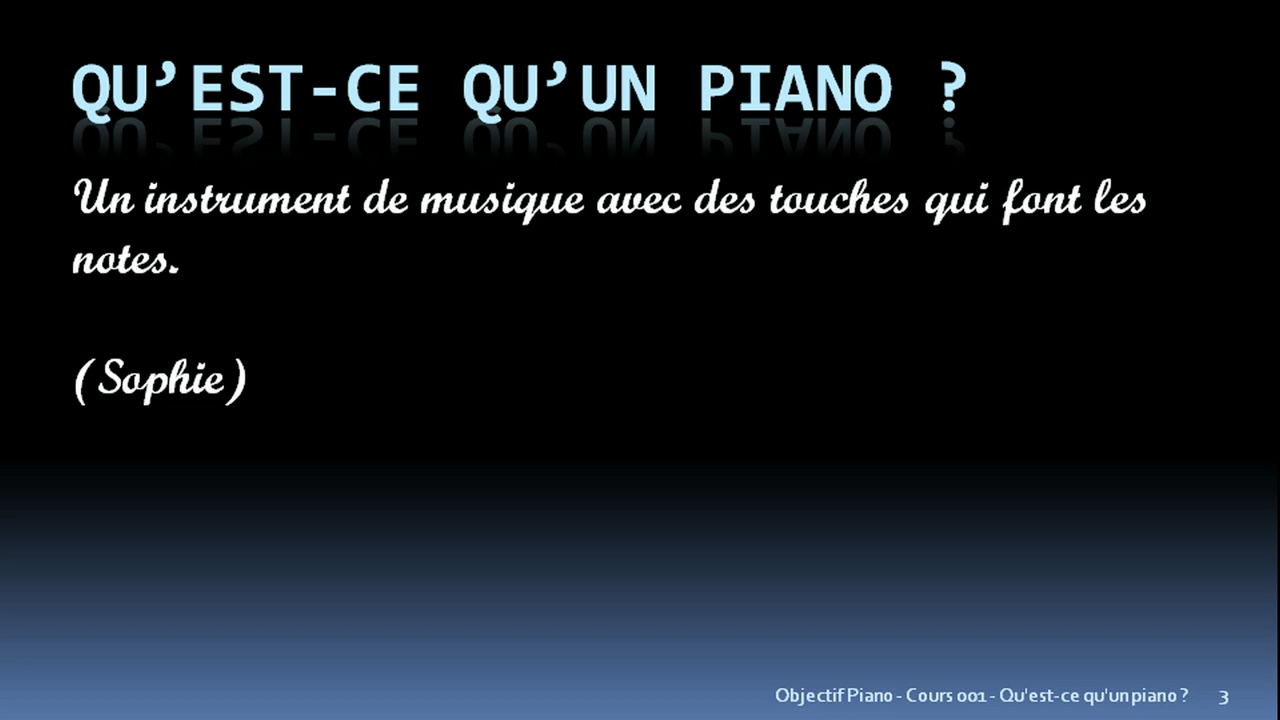 QU’EST-CE QU’UN PIANO ?
Un instrument de musique avec des touches qui font les
notes.
(Sophie)
Objectif Piano - Cours 001 - Qu'est-ce qu'un piano ? 3